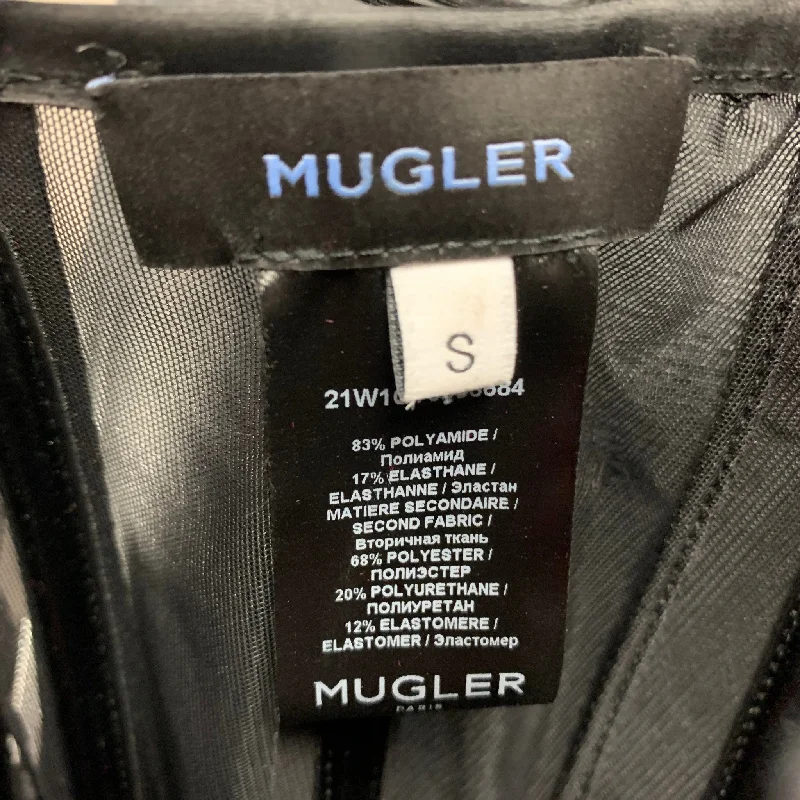 MUGLER
S
83% POLYAMIDE /
Полиамид
17% ELASTHANE /
ELASTHANNE / Эластан
MATIERE SECONDAIRE /
SECOND FABRIC /
Вторичная ткань
68% POLYESTER /
ПОЛИЭСТЕР
20% POLYURETHANE /
ПОЛИУРЕТАН
12% ELASTOMERE /
ELASTOMER / Эластомер
MUGLER
PARIS